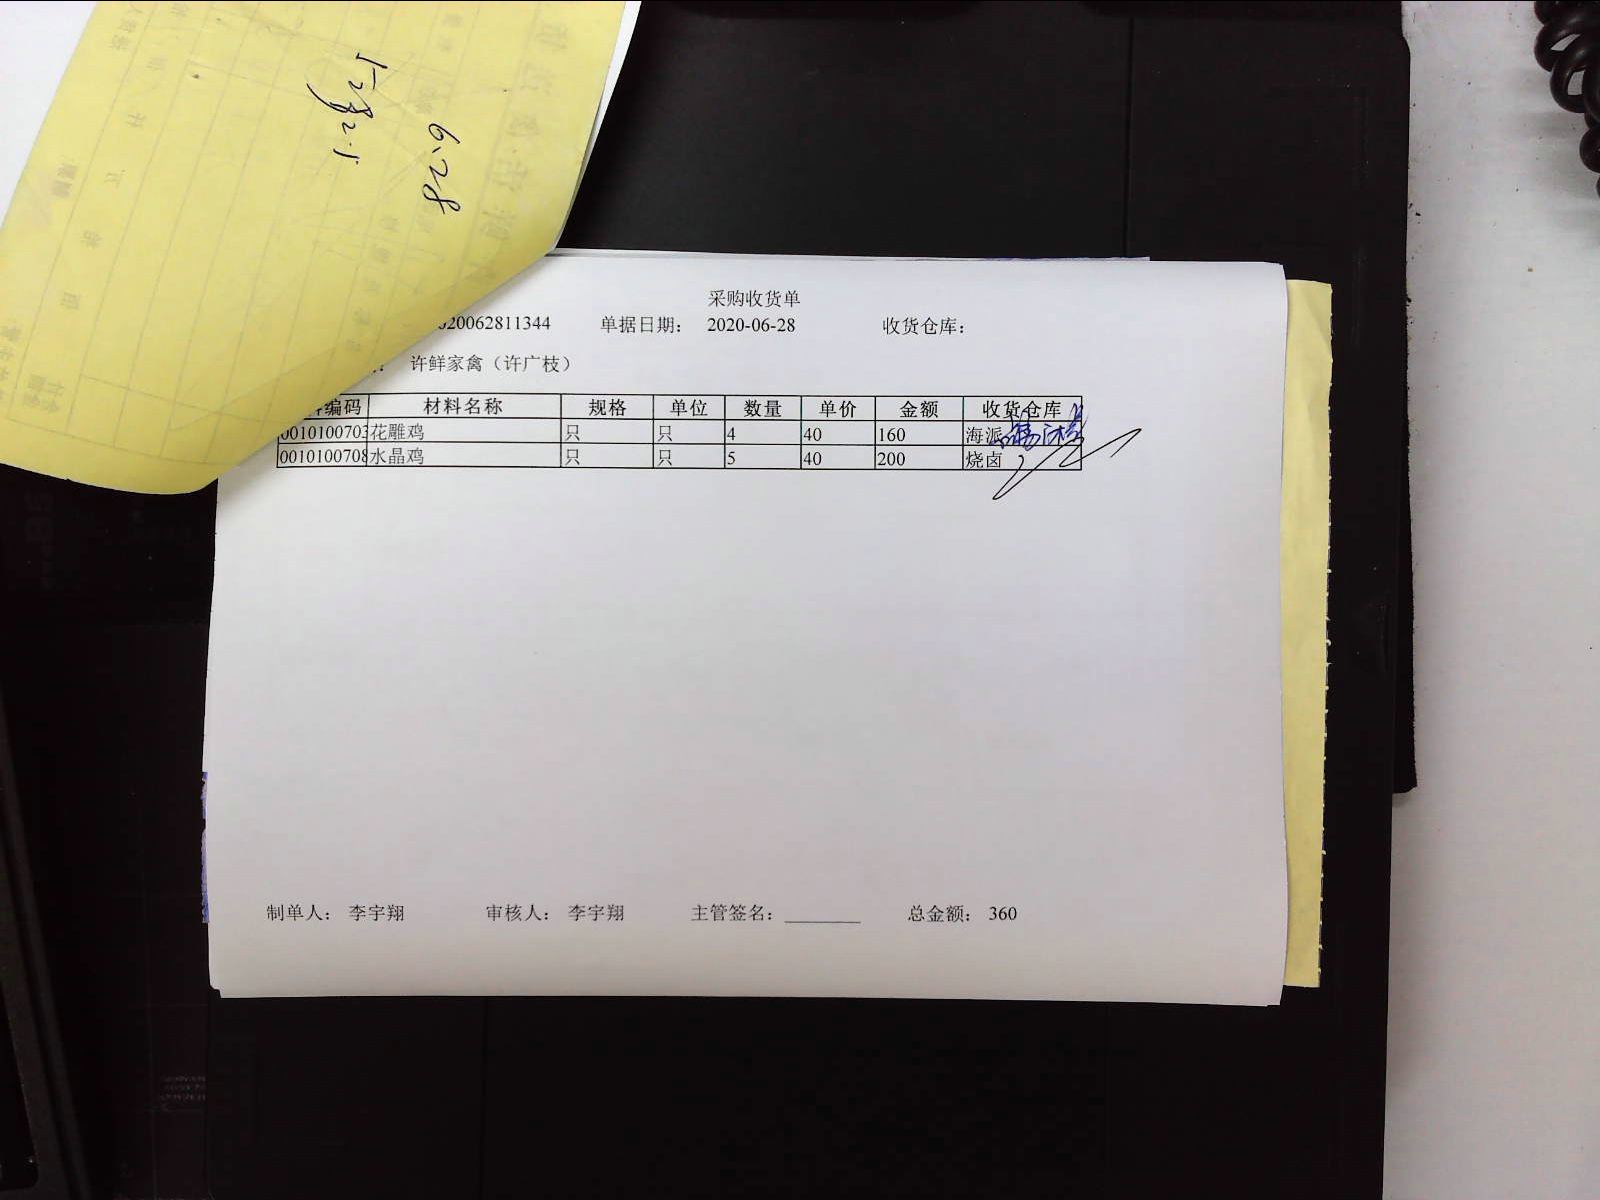 6.28
采购收货单
020062811344 单据日期: 2020-06-28 收货仓库:
许鲜家禽（许广枝）
编码 材料名称 规格 单位 数量 单价 金额 收货仓库
0010100703 花雕鸡 只 只 4 40 160 海派
0010100708 水晶鸡 只 只 5 40 200 烧卤
制单人: 李宇翔 审核人: 李宇翔 主管签名: 总金额: 360